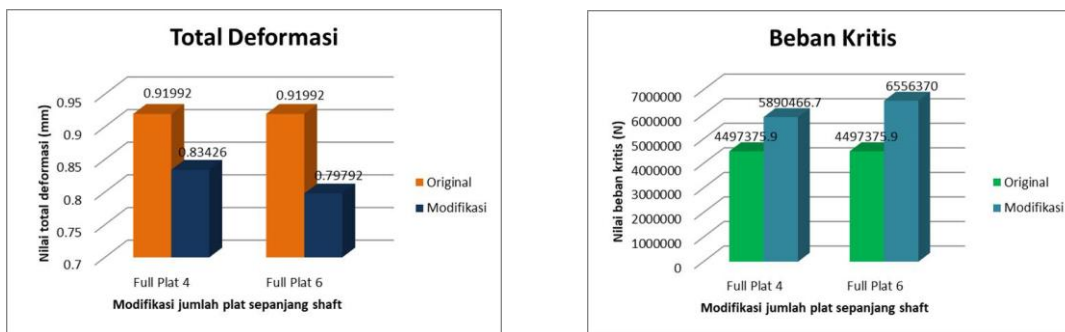 Total Deformasi
Nilai total deformasi (mm)
0.95
0.9
0.85
0.8
0.75
0.7
0.91992
0.91992
0.83426
0.79792
Original
Modifikasi
Full Plat 4
Full Plat 6
Modifikasi jumlah plat sepanjang shaft
Beban Kritis
Nilai beban kritis (N)
7000000
6000000
5000000
4000000
3000000
2000000
1000000
0
6556370
5890466.7
4497375.9
4497375.9
Original
Modifikasi
Full Plat 4
Full Plat 6
Modifikasi jumlah plat sepanjang shaft